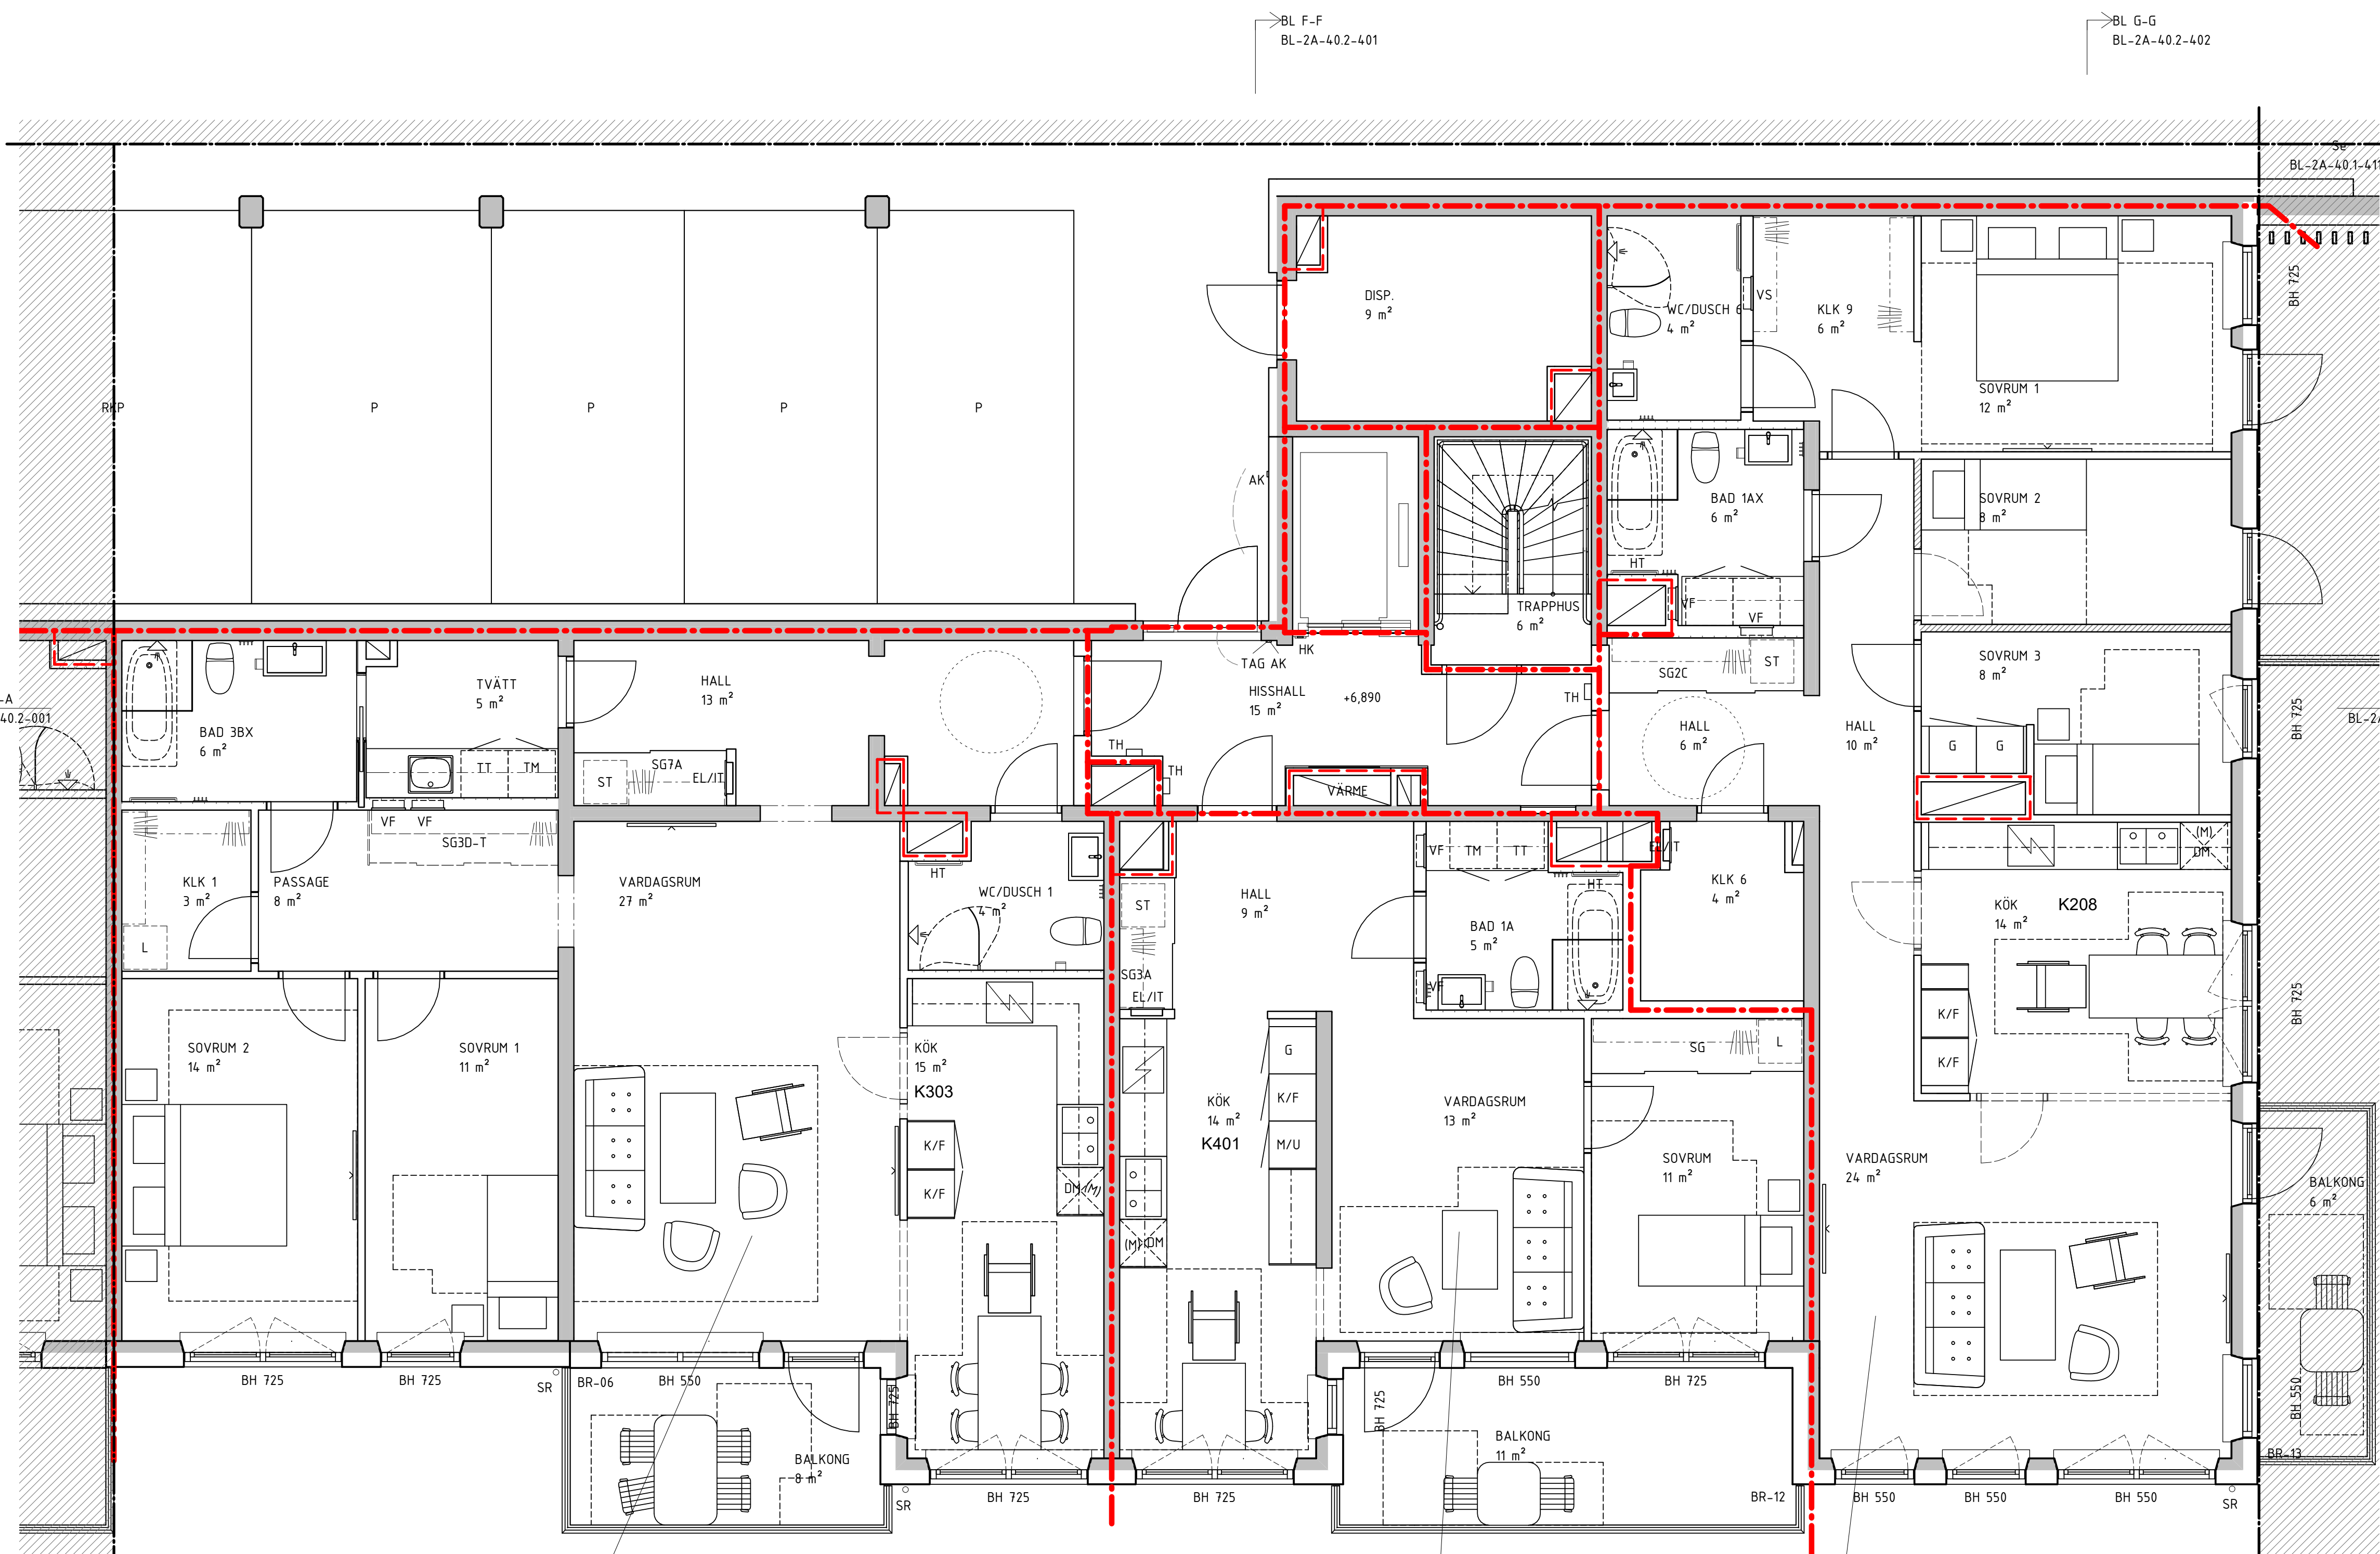 BL F-F
BL-2A-40.2-401
BL G-G
BL-2A-40.2-402
BL-2A-40.1-411
RKP
P
P
P
P
DISP.
9 m²
WC/DUSCH 6
4 m²
VS
KLK 9
6 m²
SOVRUM 1
12 m²
BH 725
AK
BAD 1AX
6 m²
HT
VF
VF
SOVRUM 2
8 m²
TRAPPHUS
6 m²
HK
TAG AK
HISSHALL
15 m²
+6,890
TH
TH
TH
VÄRME
SG2C
ST
HALL
6 m²
HALL
10 m²
SOVRUM 3
8 m²
G
G
BH 725
BL-2A
-A
40.2-001
BAD 3BX
6 m²
TVÄTT
5 m²
TT
TM
HALL
13 m²
ST
SG7A
EL/IT
VF
VF
SG3D-T
KLK 1
3 m²
L
PASSAGE
8 m²
VARDAGSRUM
27 m²
HT
WC/DUSCH 1
4 m²
ST
SG3A
EL/IT
HALL
9 m²
VF
TM
TT
HT
BAD 1A
5 m²
VF
EL/IT
KLK 6
4 m²
KÖK
14 m²
K208
(M)
DM
K/F
K/F
BH 725
SOVRUM 2
14 m²
SOVRUM 1
11 m²
KÖK
15 m²
K303
K/F
K/F
DM
(M)
KÖK
14 m²
K401
G
K/F
M/U
(M)
DM
VARDAGSRUM
13 m²
SG
L
SOVRUM
11 m²
VARDAGSRUM
24 m²
BALKONG
6 m²
BH 725
BH 725
SR
BR-06
BH 550
BH 725
BALKONG
8 m²
SR
BH 725
BH 725
BH 725
BH 550
BH 725
BALKONG
11 m²
BR-12
BH 550
BH 550
BH 550
BH 550
BR-13
SR